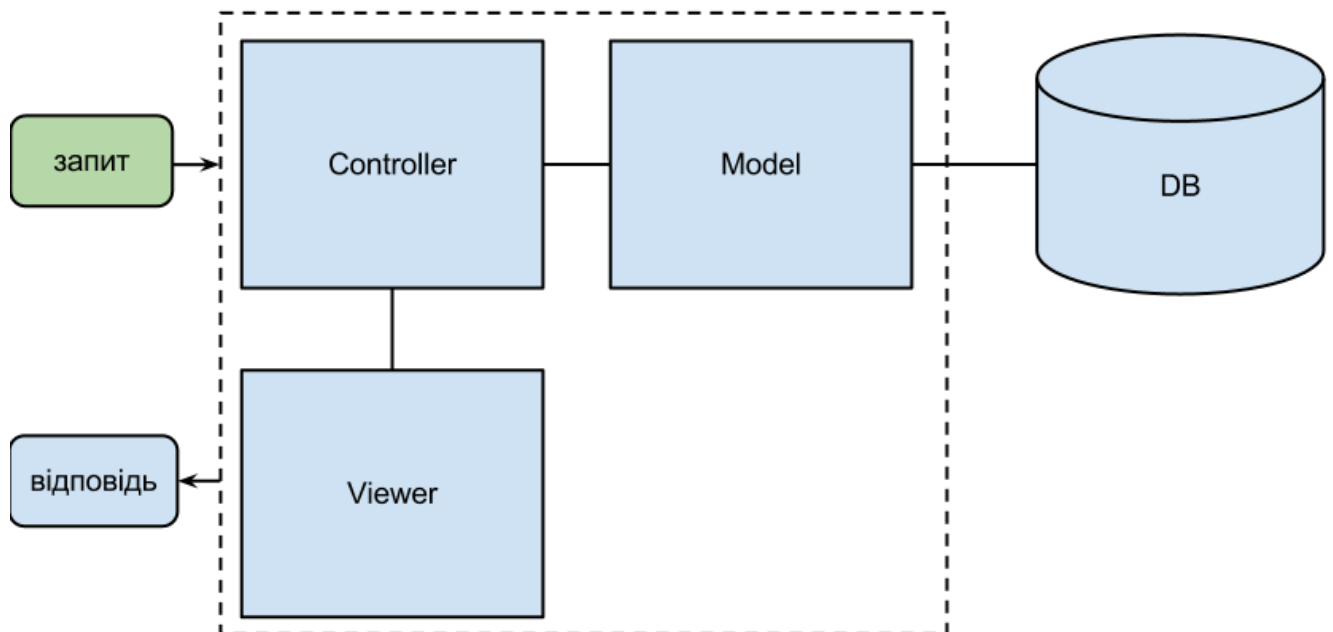 запит
Controller
Model
DB
відповідь
Viewer